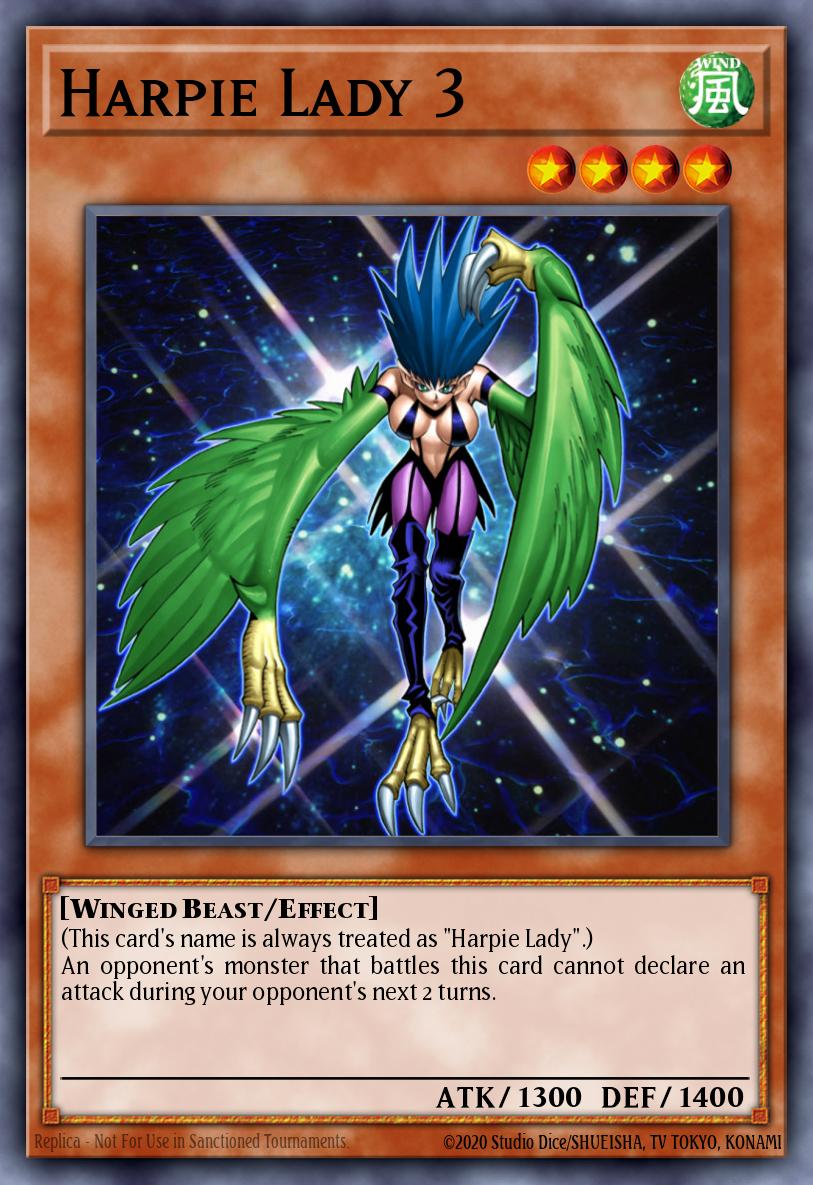 Harpie Lady 3
WIND
風
[Winged Beast/Effect]
(This card's name is always treated as "Harpie Lady".)
An opponent's monster that battles this card cannot declare an
attack during your opponent's next 2 turns.
ATK/1300 DEF/1400
Replica - Not For Use in Sanctioned Tournaments.
©2020 Studio Dice/SHUEISHA, TV TOKYO, KONAMI